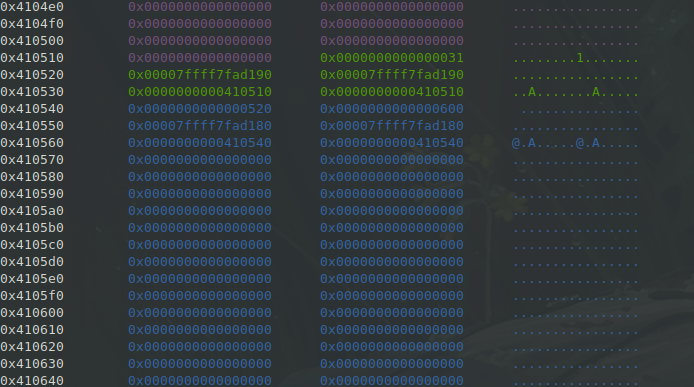 0x4104e0 0x0000000000000000 0x0000000000000000 ................
0x4104f0 0x0000000000000000 0x0000000000000000 ................
0x410500 0x0000000000000000 0x0000000000000000 ................
0x410510 0x0000000000000000 0x0000000000000031 ........1.......
0x410520 0x00007ffff7fad190 0x00007ffff7fad190 ................
0x410530 0x0000000000410510 0x0000000000410510 ..A.......A.....
0x410540 0x0000000000000520 0x0000000000000600  ...............
0x410550 0x00007ffff7fad180 0x00007ffff7fad180 ................
0x410560 0x0000000000410540 0x0000000000410540 @.A.....@.A.....
0x410570 0x0000000000000000 0x0000000000000000 ................
0x410580 0x0000000000000000 0x0000000000000000 ................
0x410590 0x0000000000000000 0x0000000000000000 ................
0x4105a0 0x0000000000000000 0x0000000000000000 ................
0x4105b0 0x0000000000000000 0x0000000000000000 ................
0x4105c0 0x0000000000000000 0x0000000000000000 ................
0x4105d0 0x0000000000000000 0x0000000000000000 ................
0x4105e0 0x0000000000000000 0x0000000000000000 ................
0x4105f0 0x0000000000000000 0x0000000000000000 ................
0x410600 0x0000000000000000 0x0000000000000000 ................
0x410610 0x0000000000000000 0x0000000000000000 ................
0x410620 0x0000000000000000 0x0000000000000000 ................
0x410630 0x0000000000000000 0x0000000000000000 ................
0x410640 0x0000000000000000 0x0000000000000000 ................